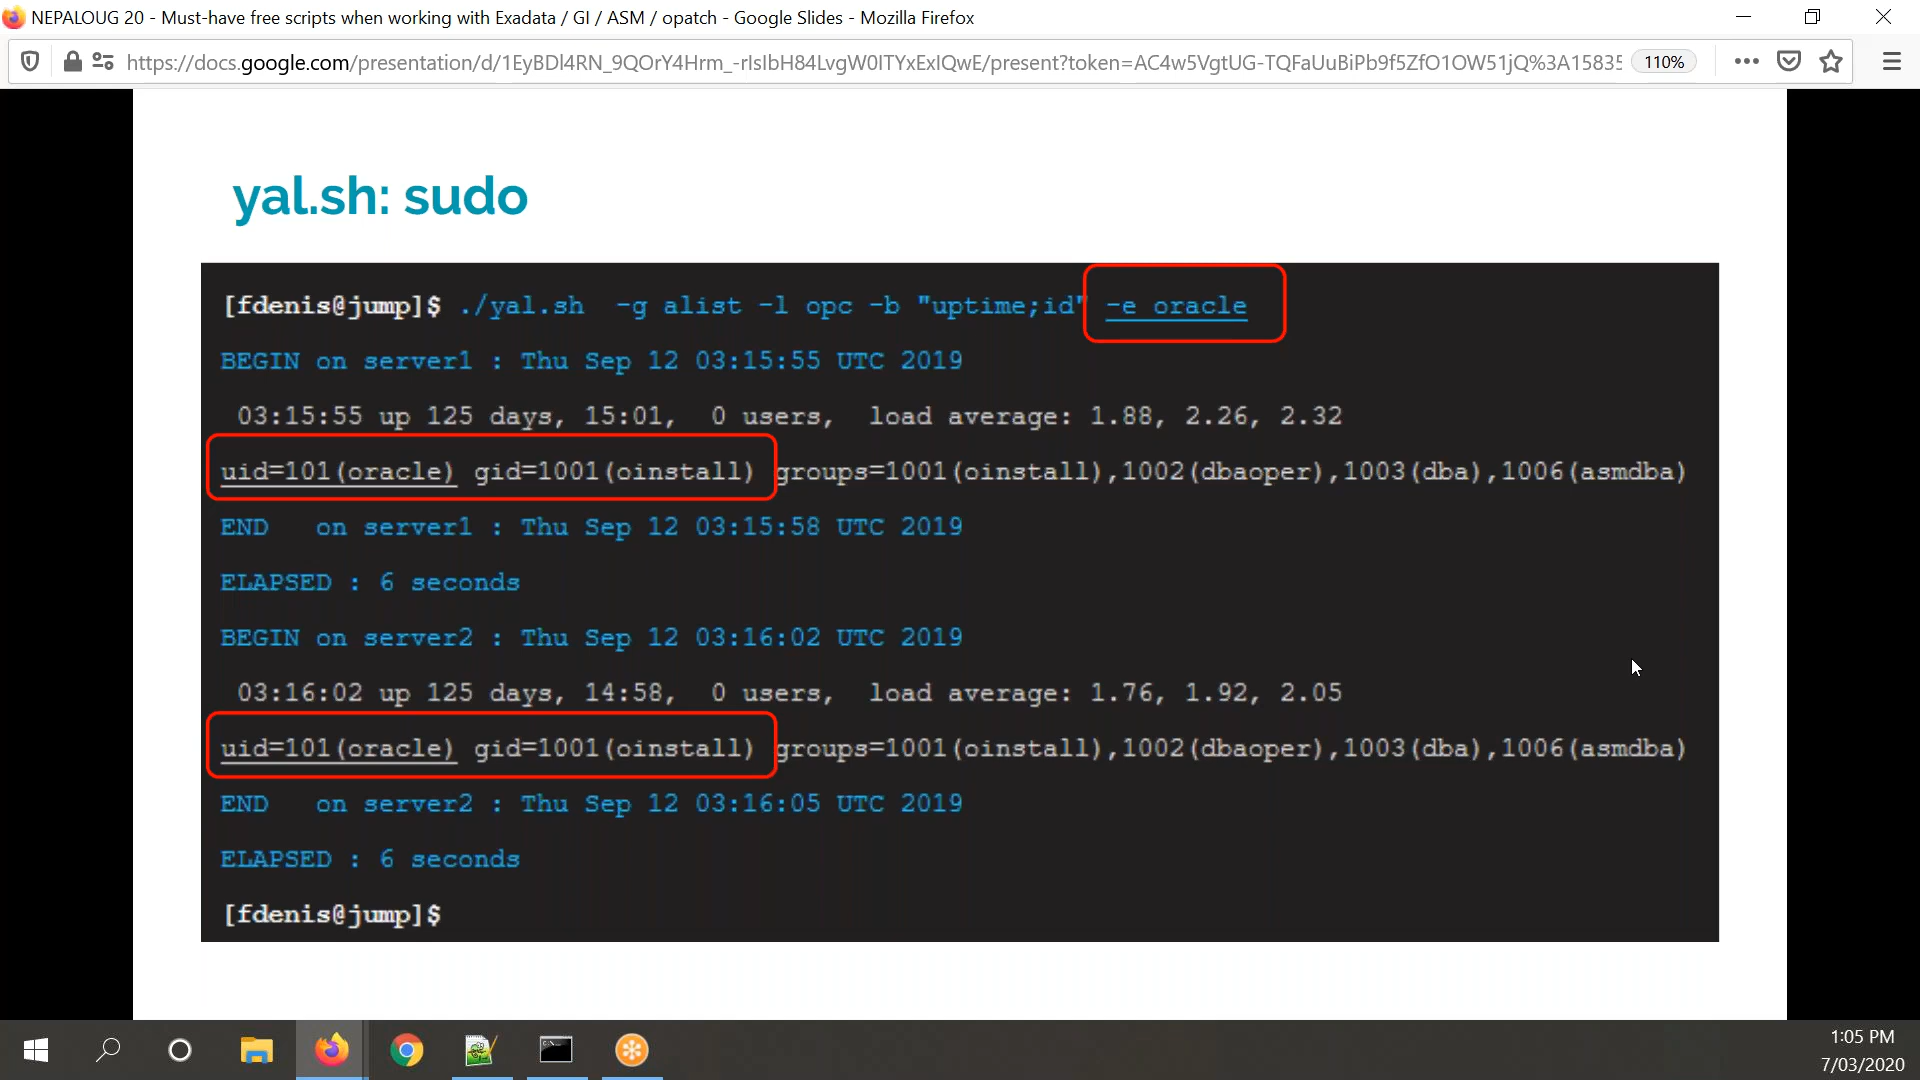 NEPALOUG 20 - Must-have free scripts when working with Exadata / GI / ASM / opatch - Google Slides - Mozilla Firefox
https://docs.google.com/presentation/d/1EyBDl4RN_9QOrY4Hrm_-rIsIbH84LvgW0ITYxExIQwE/present?token=AC4w5VgtUG-TQFaUuBiPb9f5ZfO1OW51jQ%3A15835 110%
yal.sh: sudo
[fdenis@jump]$ ./yal.sh -g alist -l opc -b "uptime;id" -e oracle
BEGIN on server1 : Thu Sep 12 03:15:55 UTC 2019
03:15:55 up 125 days, 15:01, 0 users, load average: 1.88, 2.26, 2.32
uid=101(oracle) gid=1001(oinstall) groups=1001(oinstall),1002(dbaoper),1003(dba),1006(asmdba)
END on server1 : Thu Sep 12 03:15:58 UTC 2019
ELAPSED : 6 seconds
BEGIN on server2 : Thu Sep 12 03:16:02 UTC 2019
03:16:02 up 125 days, 14:58, 0 users, load average: 1.76, 1.92, 2.05
uid=101(oracle) gid=1001(oinstall) groups=1001(oinstall),1002(dbaoper),1003(dba),1006(asmdba)
END on server2 : Thu Sep 12 03:16:05 UTC 2019
ELAPSED : 6 seconds
[fdenis@jump]$
1:05 PM
7/03/2020